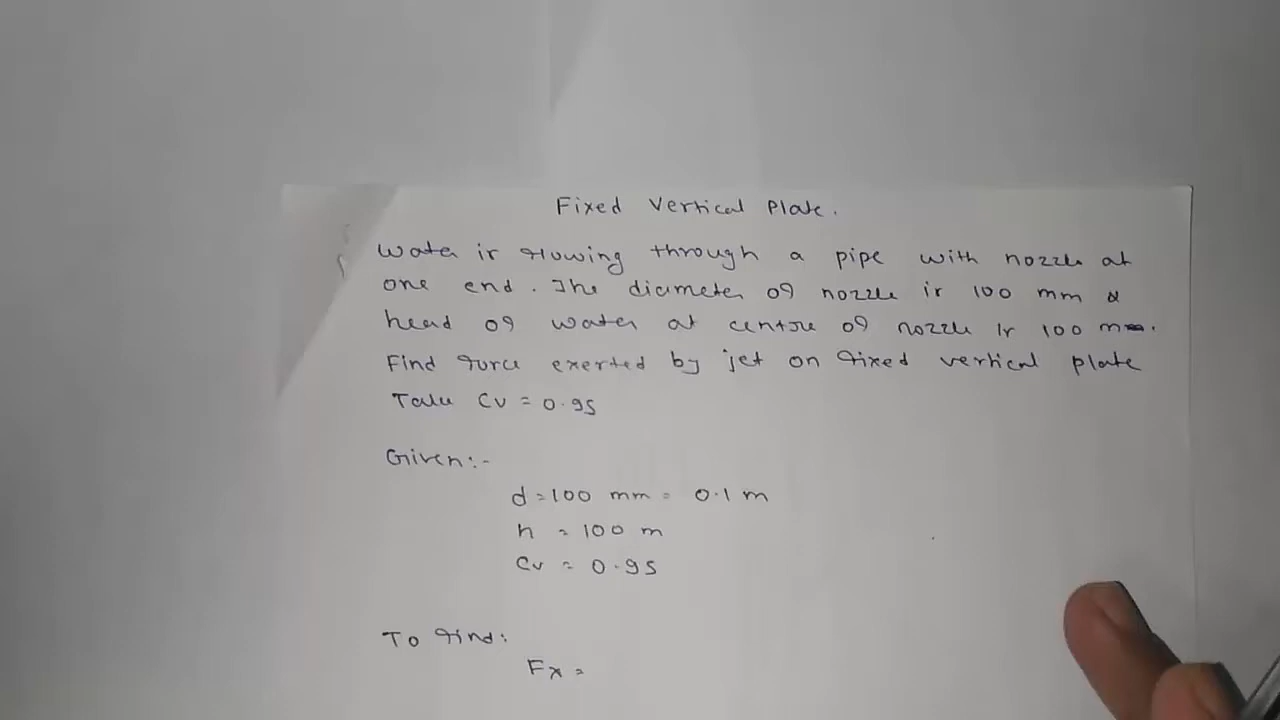 Fixed Vertical Plate.
Water is flowing through a pipe with nozzle at
one end. The diameter of nozzle is 100 mm &
head of water at centre of nozzle is 100 m.
Find force exerted by jet on fixed vertical plate
Take Cv = 0.95
Given:-
d = 100 mm = 0.1 m
h = 100 m
Cv = 0.95
To find:
Fx =